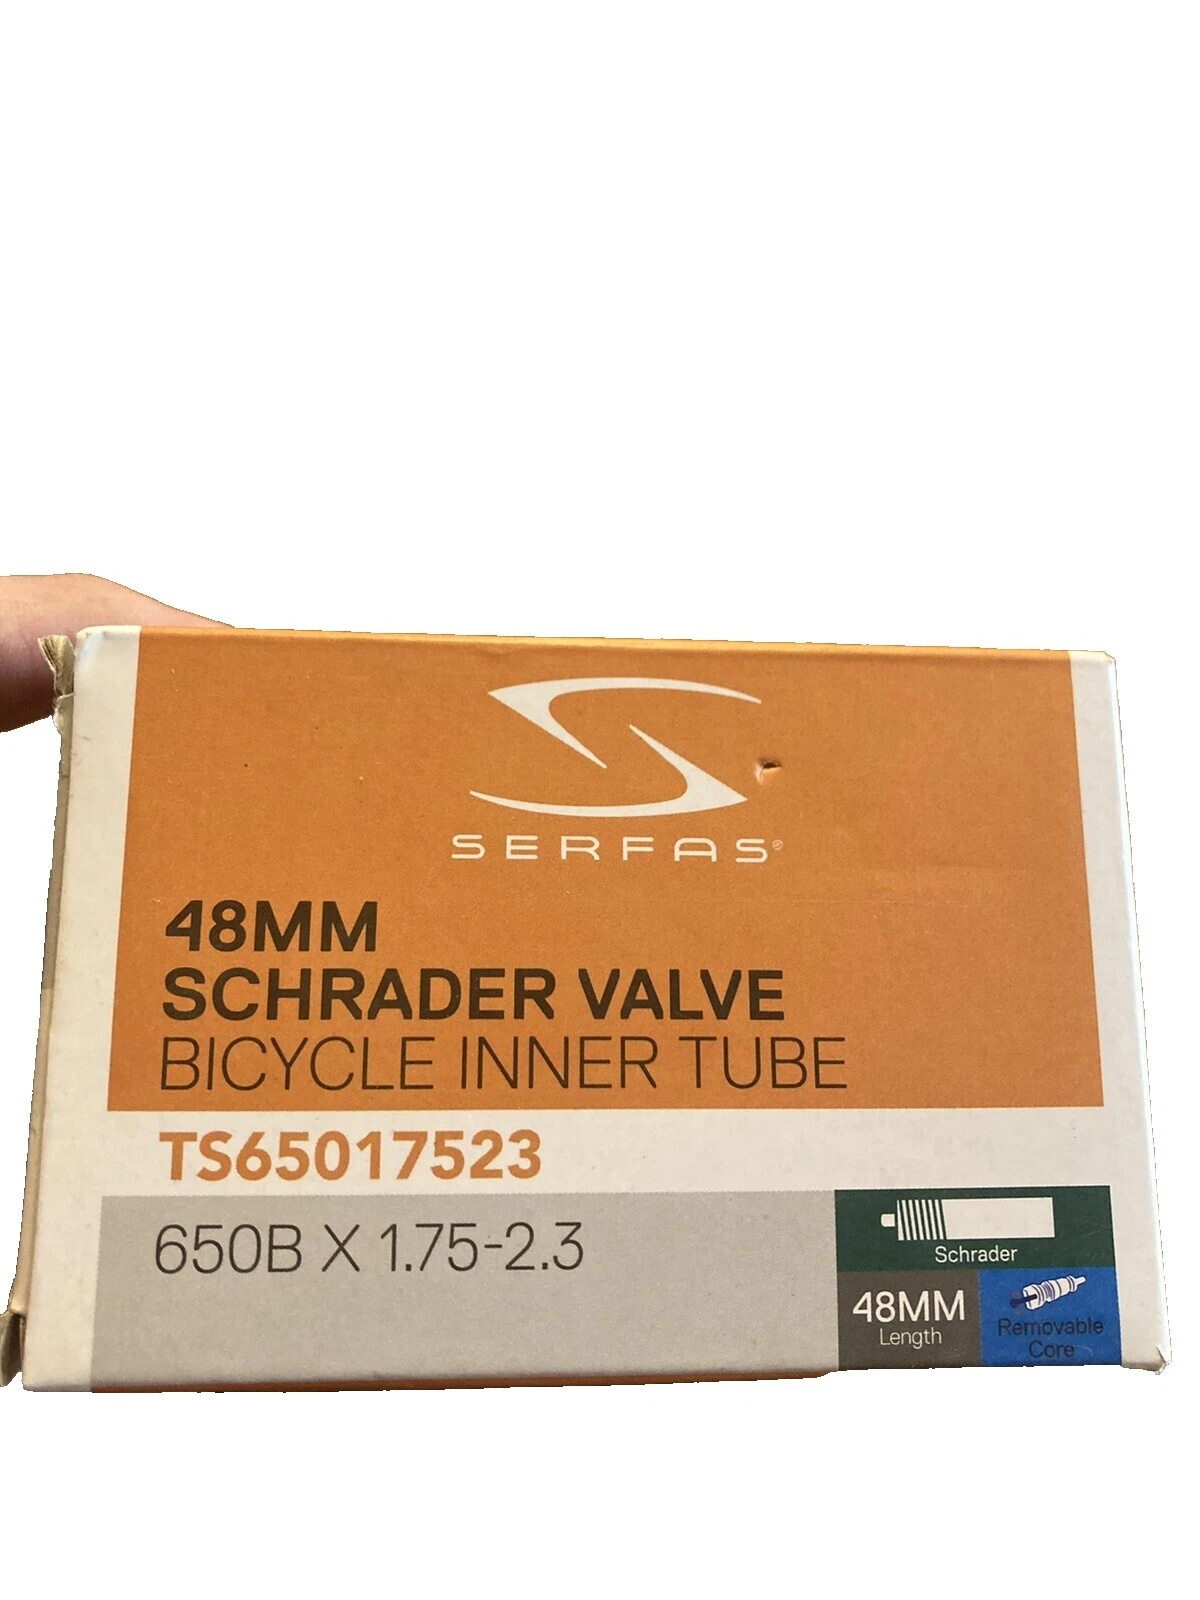 SERFAS®
48MM
SCHRADER VALVE
BICYCLE INNER TUBE
TS65017523
650B X 1.75-2.3
Schrader
48MM
Length
Removable
Core